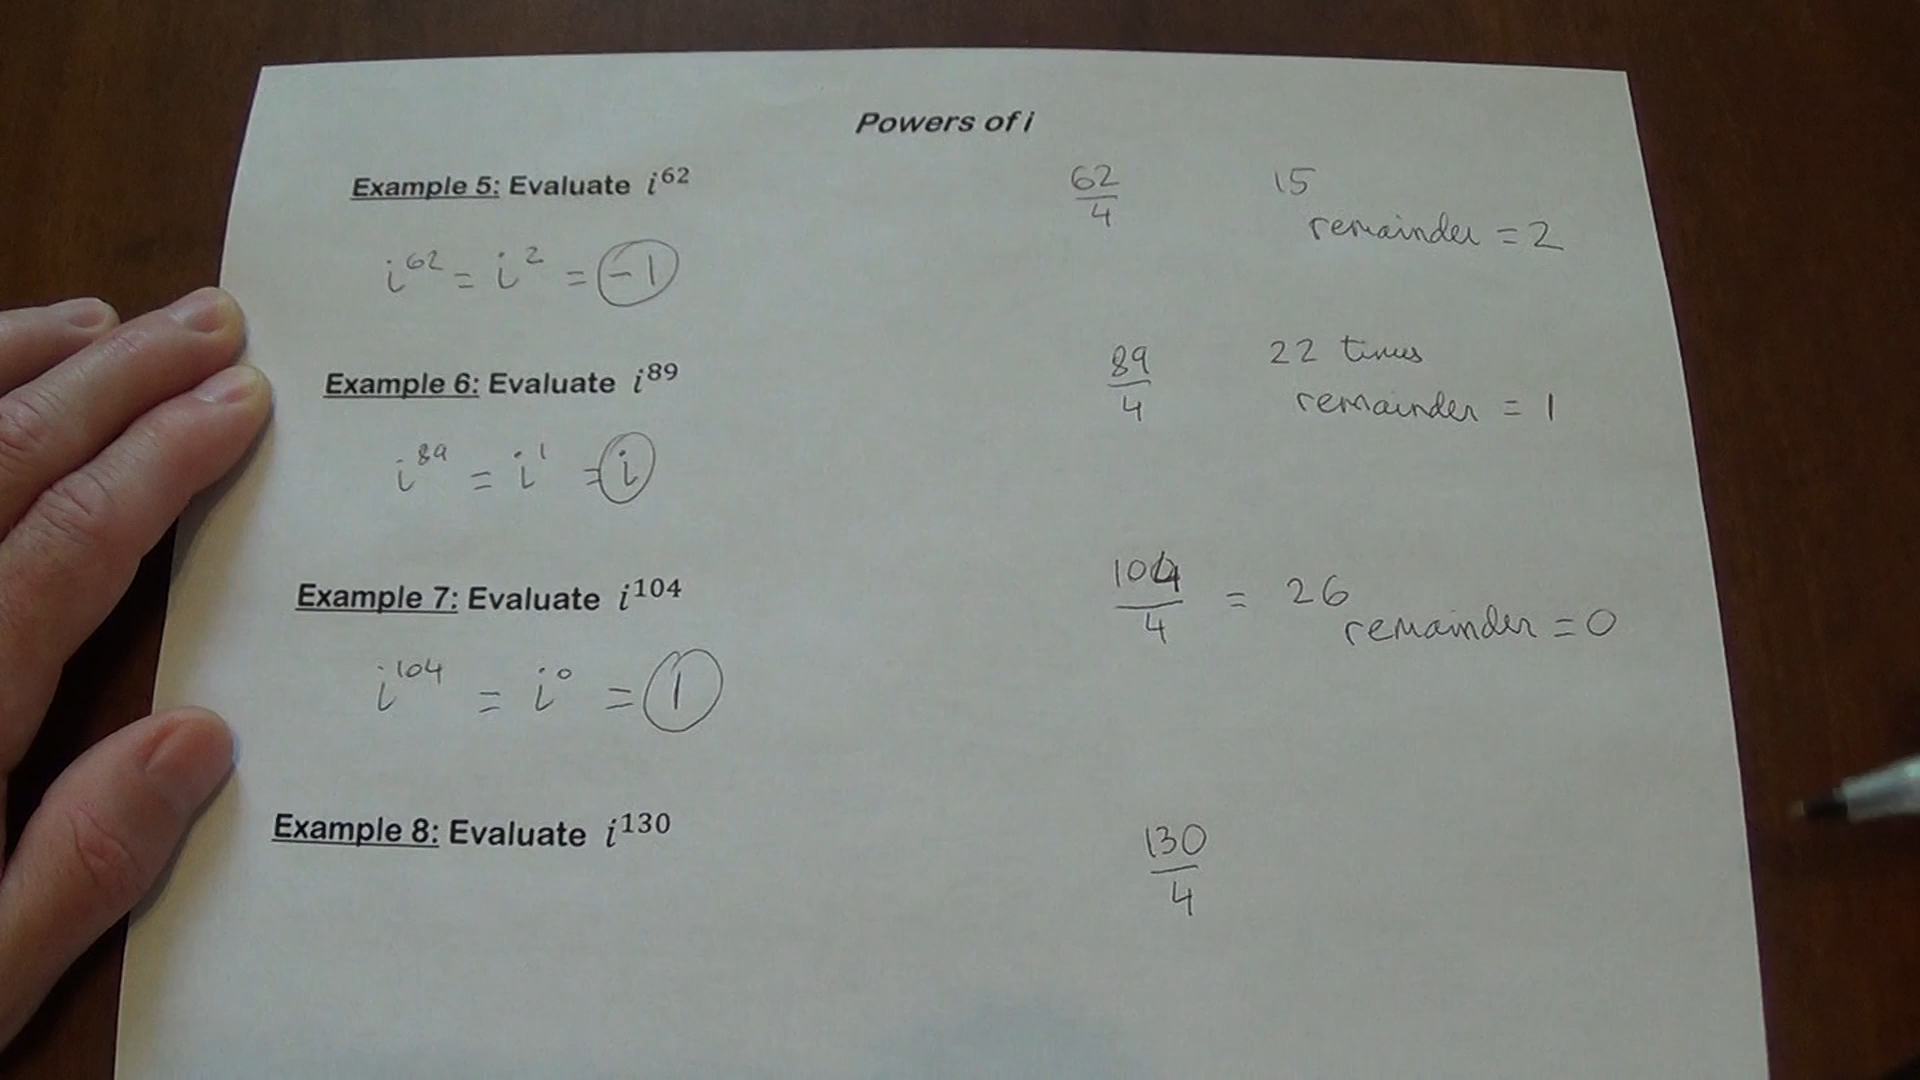 Powers of i
Example 5: Evaluate i^62
62/4 15
remainder = 2
i^62 = i^2 = -1
Example 6: Evaluate i^89
89/4 22 times
remainder = 1
i^89 = i^1 = i
Example 7: Evaluate i^104
104/4 = 26
remainder = 0
i^104 = i^0 = 1
Example 8: Evaluate i^130
130/4